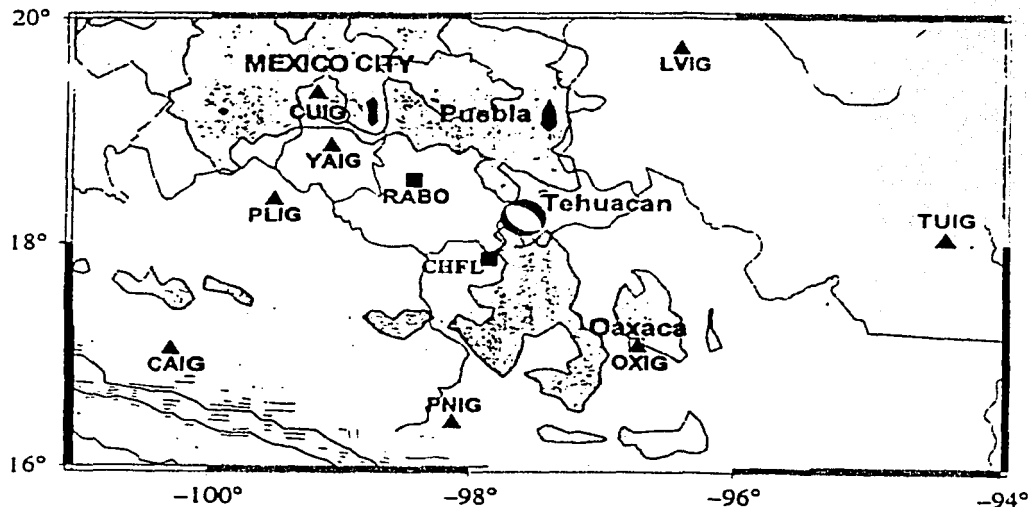 20°
MEXICO CITY
LVIG
CUIG
Puebla
YAIG
RABO
Tehuacan
PLIG
TUIG
18°
CHFL
Oaxaca
CAIG
OXIG
PNIG
16°
-100°
-98°
-96°
-94°